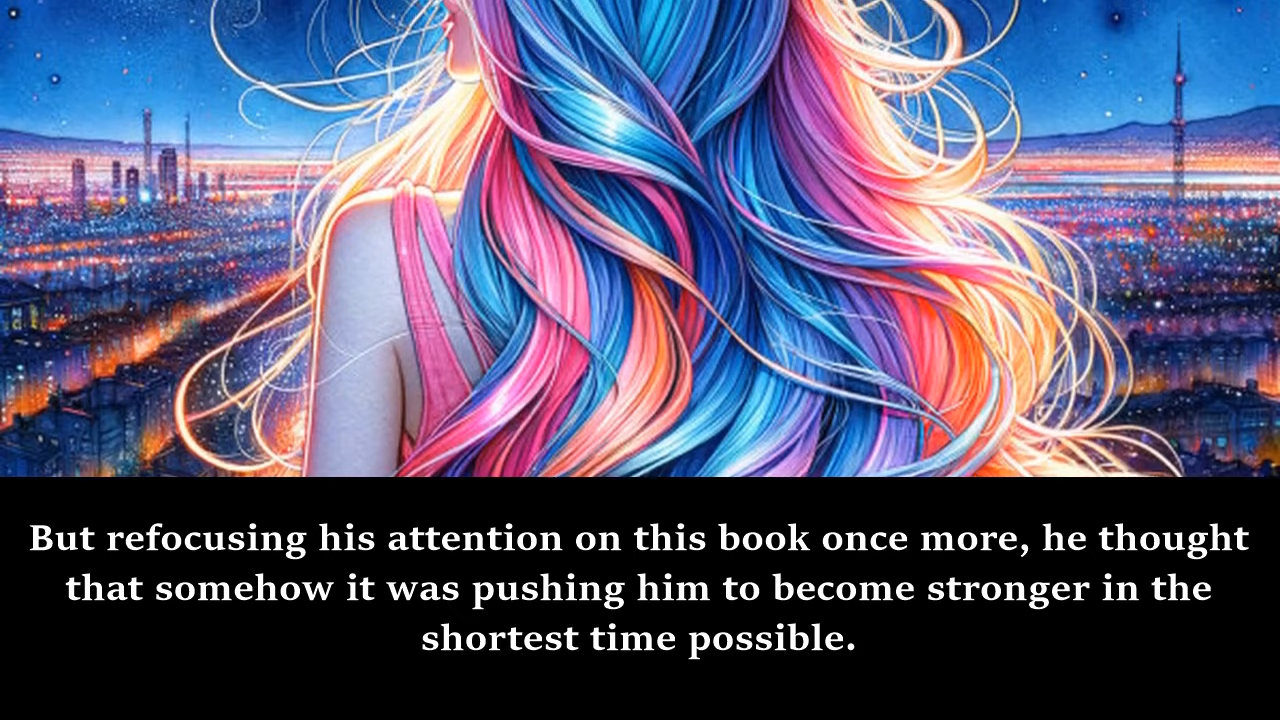 But refocusing his attention on this book once more, he thought
that somehow it was pushing him to become stronger in the
shortest time possible.